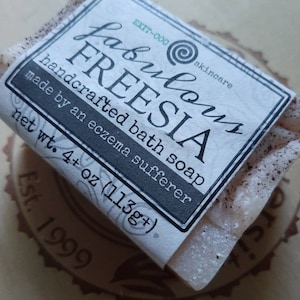 EXIT-OOO
skincare
fabulous
FREESIA
handcrafted bath soap
made by an eczema sufferer
net wt. 4+ oz (113g+)
Est. 1999